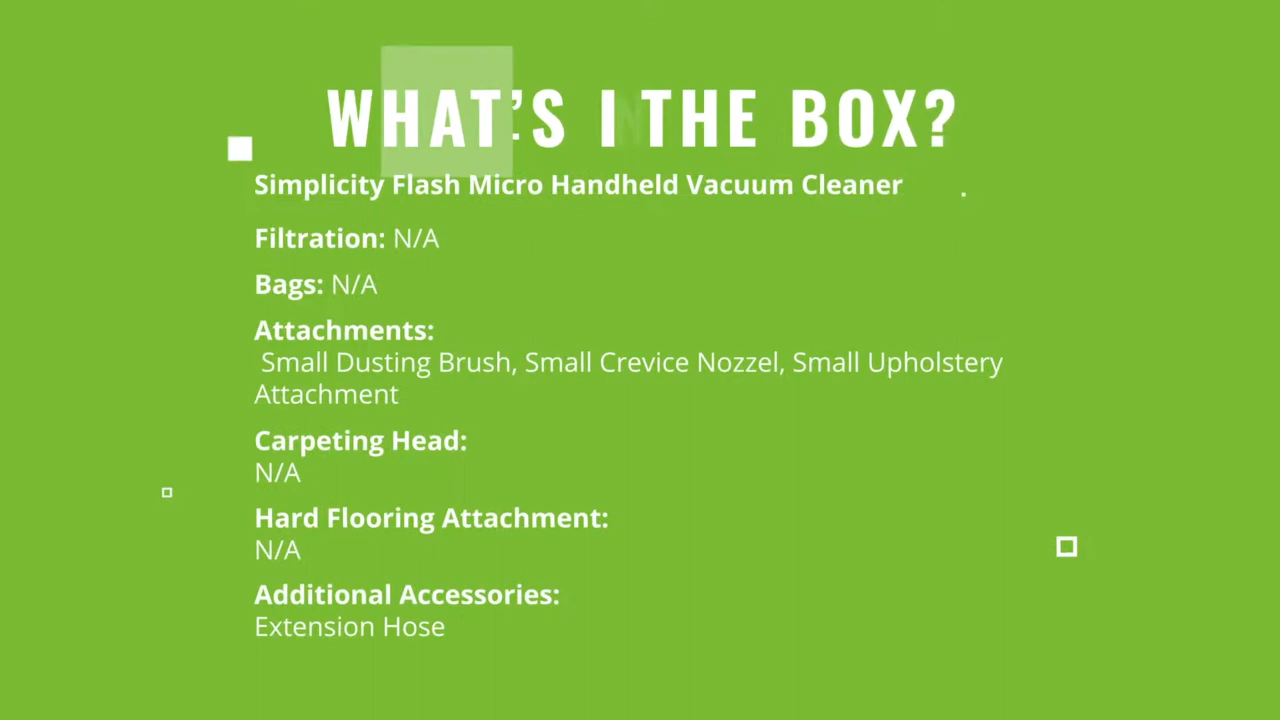 WHAT'S IN THE BOX?
Simplicity Flash Micro Handheld Vacuum Cleaner
Filtration: N/A
Bags: N/A
Attachments:
Small Dusting Brush, Small Crevice Nozzel, Small Upholstery
Attachment
Carpeting Head:
N/A
Hard Flooring Attachment:
N/A
Additional Accessories:
Extension Hose